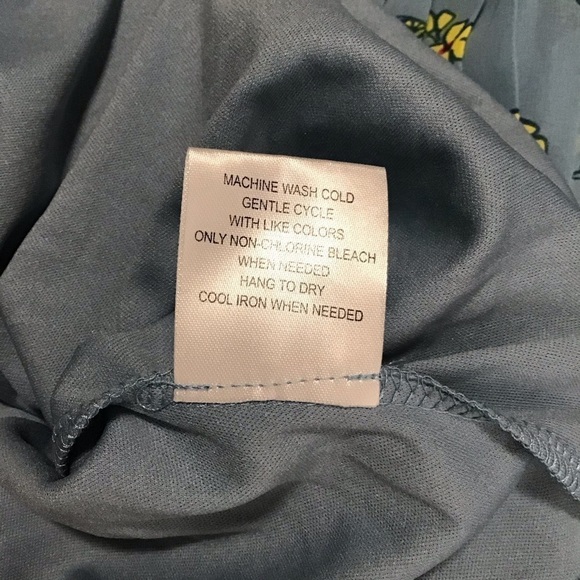 MACHINE WASH COLD
GENTLE CYCLE
WITH LIKE COLORS
ONLY NON-CHLORINE BLEACH
WHEN NEEDED
HANG TO DRY
COOL IRON WHEN NEEDED